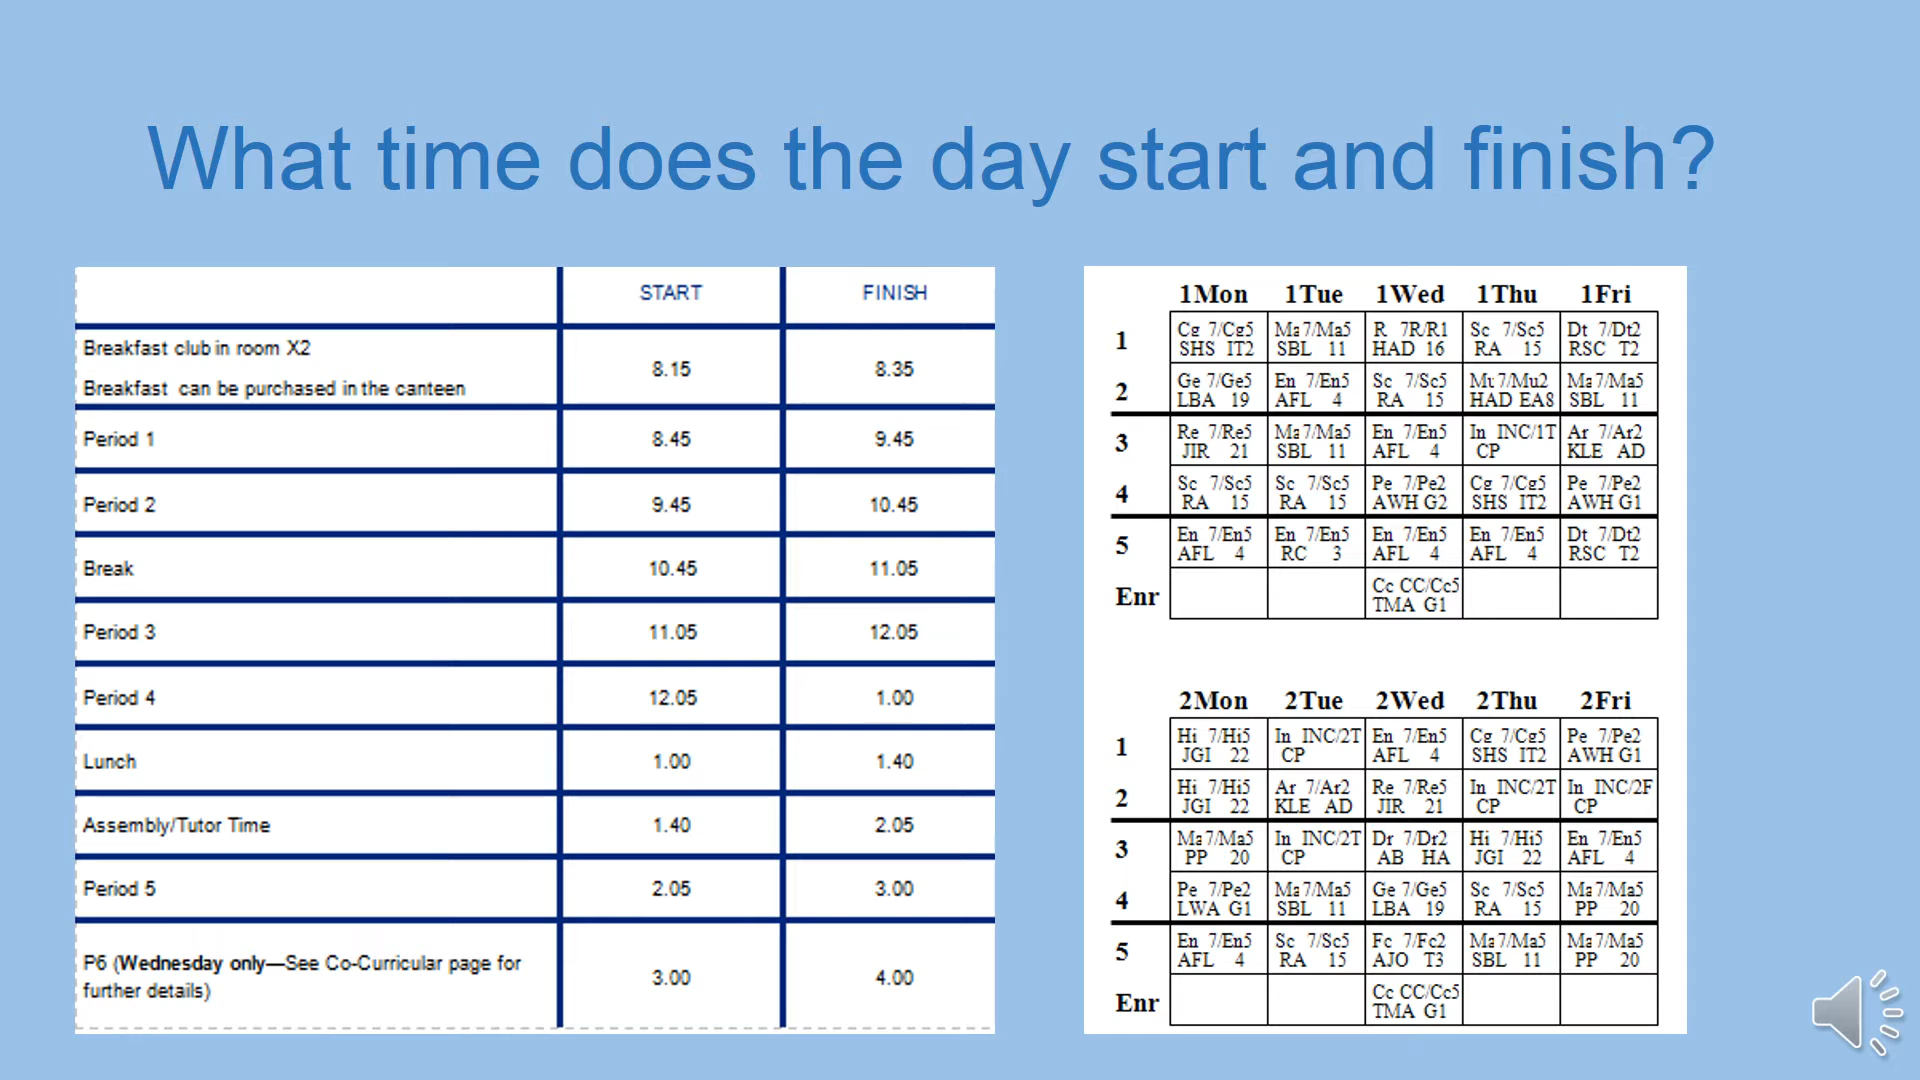 What time does the day start and finish?
START FINISH
Breakfast club in room X2
Breakfast can be purchased in the canteen
8.15 8.35
Period 1 8.45 9.45
Period 2 9.45 10.45
Break 10.45 11.05
Period 3 11.05 12.05
Period 4 12.05 1.00
Lunch 1.00 1.40
Assembly/Tutor Time 1.40 2.05
Period 5 2.05 3.00
P6 (Wednesday only—See Co-Curricular page for
further details)
3.00 4.00
1Mon 1Tue 1Wed 1Thu 1Fri
1
Cg 7/Cg5 Ma 7/Ma5 R 7R/R1 Sc 7/Sc5 Dt 7/Dt2
SHS IT2 SBL 11 HAD 16 RA 15 RSC T2
2
Ge 7/Ge5 En 7/En5 Sc 7/Sc5 Mu 7/Mu2 Ma 7/Ma5
LBA 19 AFL 4 RA 15 HAD EA8 SBL 11
3
Re 7/Re5 Ma 7/Ma5 En 7/En5 In INC/1T Ar 7/Ar2
JIR 21 SBL 11 AFL 4 CP KLE AD
4
Sc 7/Sc5 Sc 7/Sc5 Pe 7/Pe2 Cg 7/Cg5 Pe 7/Pe2
RA 15 RA 15 AWH G2 SHS IT2 AWH G1
5
En 7/En5 En 7/En5 En 7/En5 En 7/En5 Dt 7/Dt2
AFL 4 RC 3 AFL 4 AFL 4 RSC T2
Enr
Cc CC/Cc5
TMA G1
2Mon 2Tue 2Wed 2Thu 2Fri
1
Hi 7/Hi5 In INC/2T En 7/En5 Cg 7/Cg5 Pe 7/Pe2
JGI 22 CP AFL 4 SHS IT2 AWH G1
2
Hi 7/Hi5 Ar 7/Ar2 Re 7/Re5 In INC/2T In INC/2F
JGI 22 KLE AD JIR 21 CP CP
3
Ma 7/Ma5 In INC/2T Dr 7/Dr2 Hi 7/Hi5 En 7/En5
PP 20 CP AB HA JGI 22 AFL 4
4
Pe 7/Pe2 Ma 7/Ma5 Ge 7/Ge5 Sc 7/Sc5 Ma 7/Ma5
LWA G1 SBL 11 LBA 19 RA 15 PP 20
5
En 7/En5 Sc 7/Sc5 Fc 7/Fc2 Ma 7/Ma5 Ma 7/Ma5
AFL 4 RA 15 AJO T3 SBL 11 PP 20
Enr
Cc CC/Cc5
TMA G1